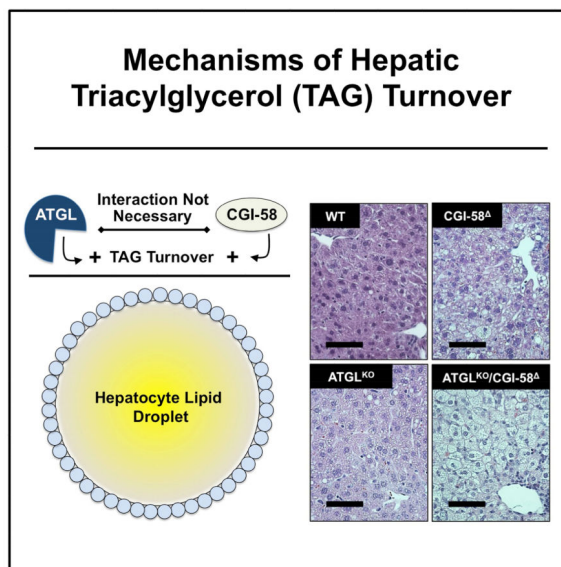 Mechanisms of Hepatic
Triacylglycerol (TAG) Turnover
ATGL
Interaction Not
Necessary
CGI-58
+ TAG Turnover +
Hepatocyte Lipid
Droplet
WT
CGI-58Δ
ATGLKO
ATGLKO/CGI-58Δ